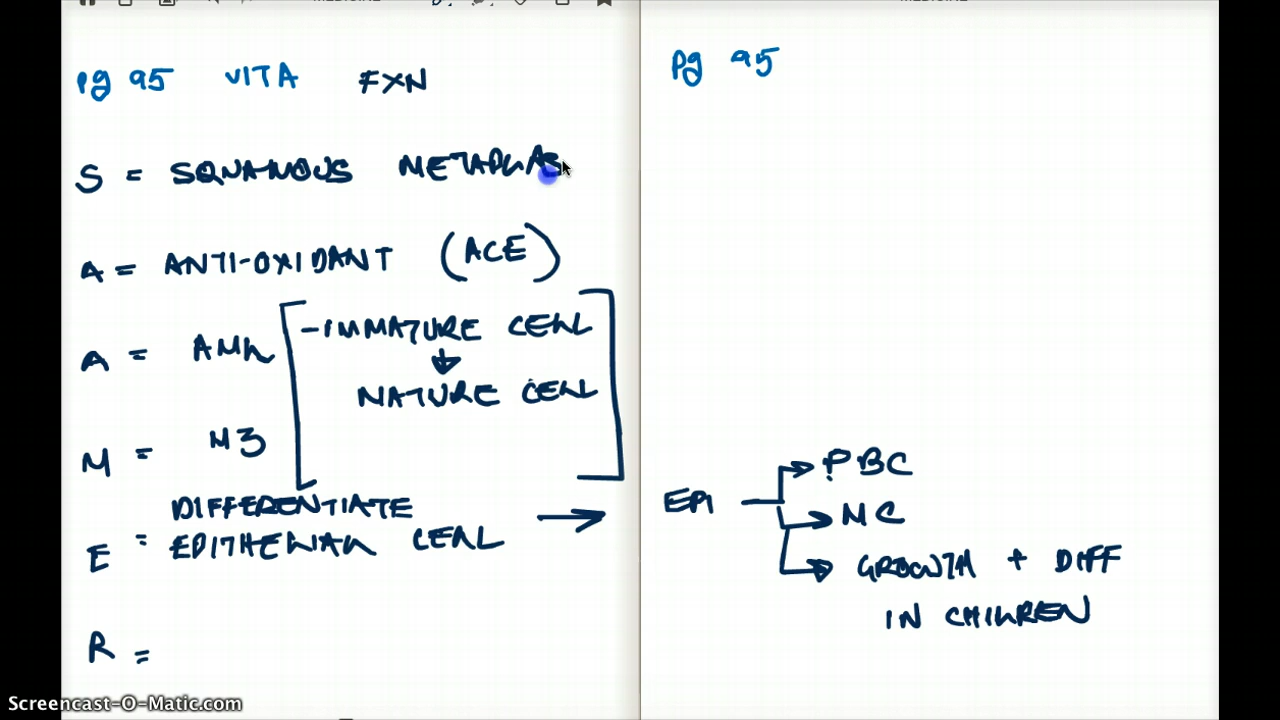 pg 95 VITA FXN
S = SQUAMOUS METAPLAS
A = ANTI-OXIDANT (ACE)
A = AML
-IMMATURE CELL
MATURE CELL
M = M3
E = DIFFERENTIATE
EPITHELIAL CELL
R =
pg 95
EPI
PBC
MC
GROWTH + DIFF
IN CHILDREN
Screencast-O-Matic.com